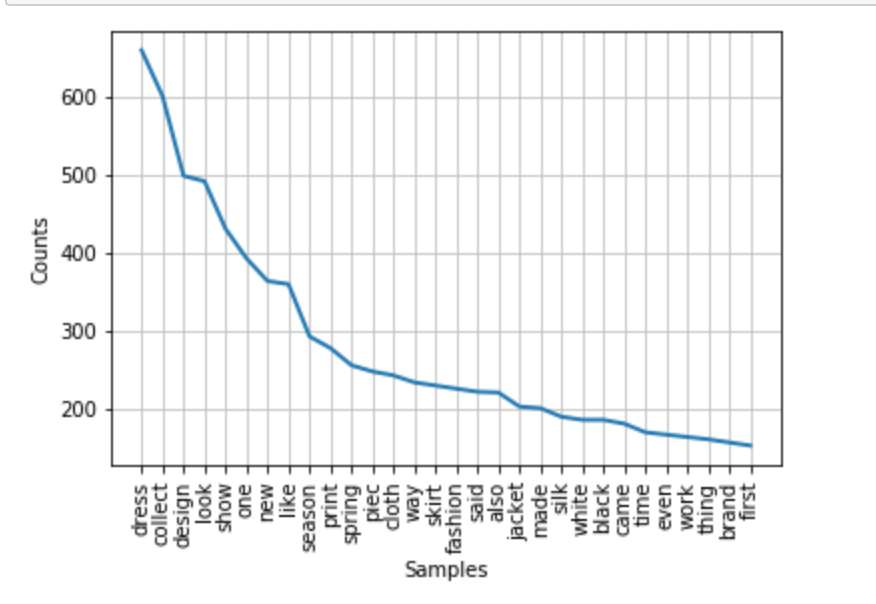 600
500
400
300
200
Counts
dress
collect
design
look
show
one
new
like
season
print
spring
piec
cloth
way
skirt
fashion
said
also
jacket
made
silk
white
black
came
time
even
work
thing
brand
first
Samples